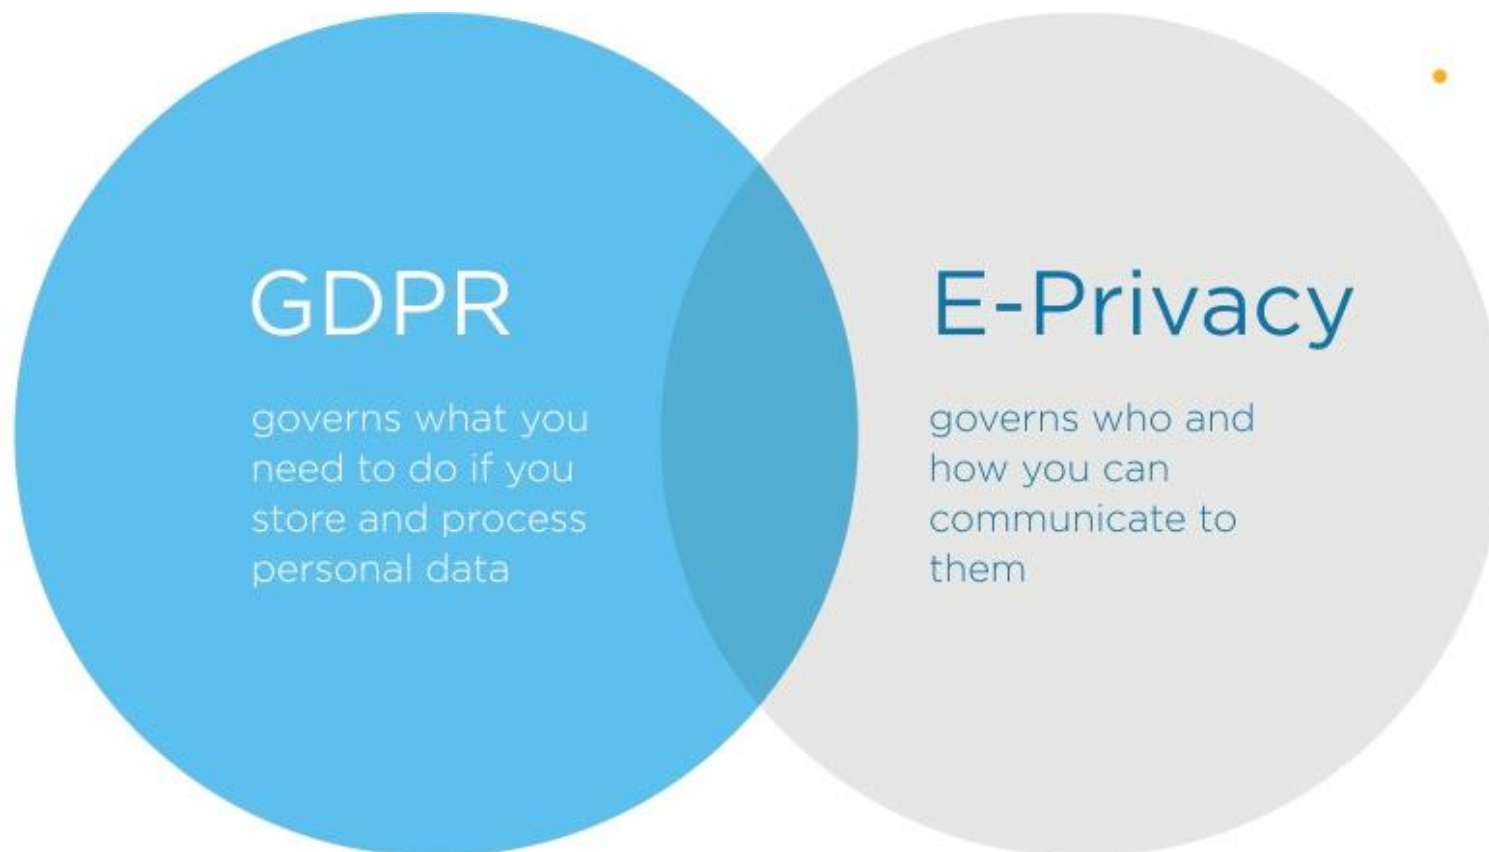 GDPR
governs what you
need to do if you
store and process
personal data
E-Privacy
governs who and
how you can
communicate to
them